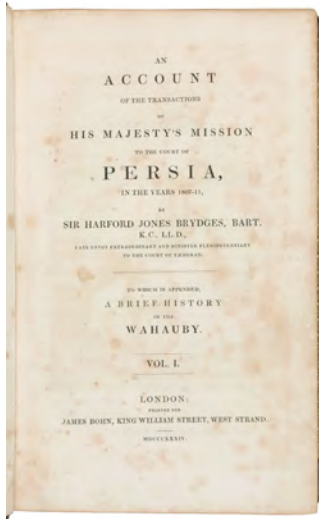 AN
ACCOUNT
OF THE TRANSACTIONS
OF
HIS MAJESTY'S MISSION
TO THE COURT OF
PERSIA,
IN THE YEARS 1807-11,
BY
SIR HARFORD JONES BRYDGES, BART.
K.C., LL.D.,
LATE ENVOY EXTRAORDINARY AND MINISTER PLENIPOTENTIARY
TO THE COURT OF TEHERAN.
TO WHICH IS APPENDED,
A BRIEF HISTORY
OF THE
WAHAUBY.
VOL. I.
LONDON:
PRINTED FOR
JAMES BOHN, KING WILLIAM STREET, WEST STRAND.
MDCCCXXXIV.